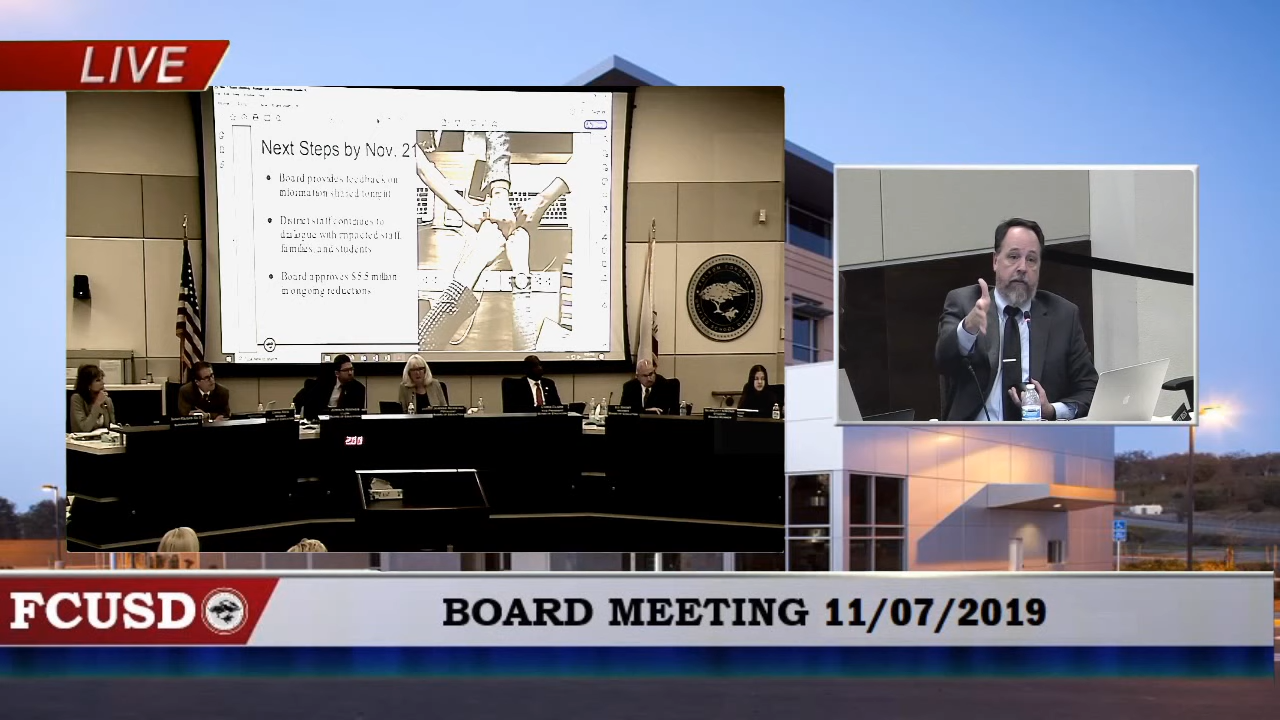 LIVE
Next Steps by Nov. 21
Board provides feedback on
information shared tonight
District staff continues to
dialogue with impacted staff,
families, and students
Board approves $5.5 million
in ongoing reductions
FCUSD
BOARD MEETING 11/07/2019